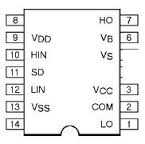 8 HO 7
9 VDD VB 6
10 HIN VS
11 SD
12 LIN VCC 3
13 VSS COM 2
14 LO 1